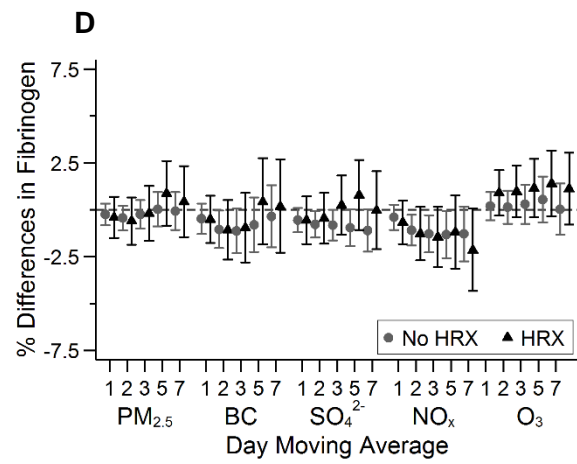 D
% Differences in Fibrinogen
7.5
2.5
-2.5
-7.5
No HRX HRX
1 2 3 5 7 1 2 3 5 7 1 2 3 5 7 1 2 3 5 7 1 2 3 5 7
PM2.5 BC SO4 2- NOx O3
Day Moving Average